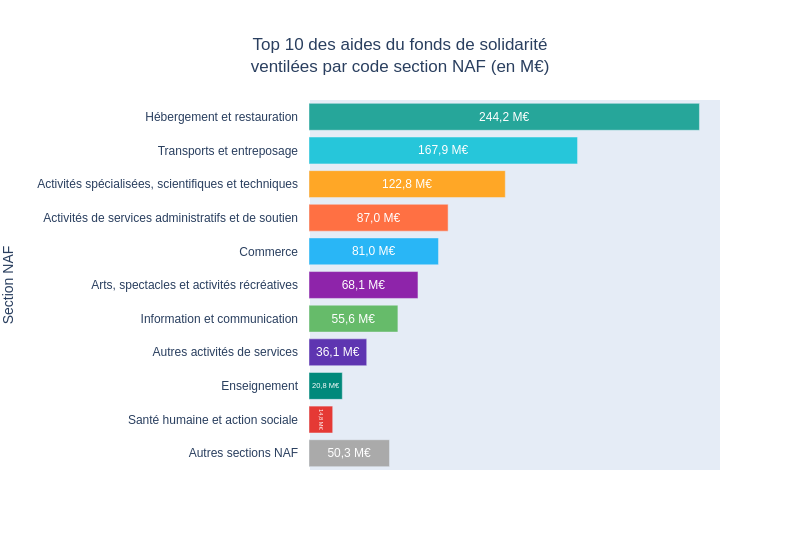 Top 10 des aides du fonds de solidarité
ventilées par code section NAF (en M€)
Section NAF
Hébergement et restauration 244,2 M€
Transports et entreposage 167,9 M€
Activités spécialisées, scientifiques et techniques 122,8 M€
Activités de services administratifs et de soutien 87,0 M€
Commerce 81,0 M€
Arts, spectacles et activités récréatives 68,1 M€
Information et communication 55,6 M€
Autres activités de services 36,1 M€
Enseignement 20,8 M€
Santé humaine et action sociale 14,8 M€
Autres sections NAF 50,3 M€